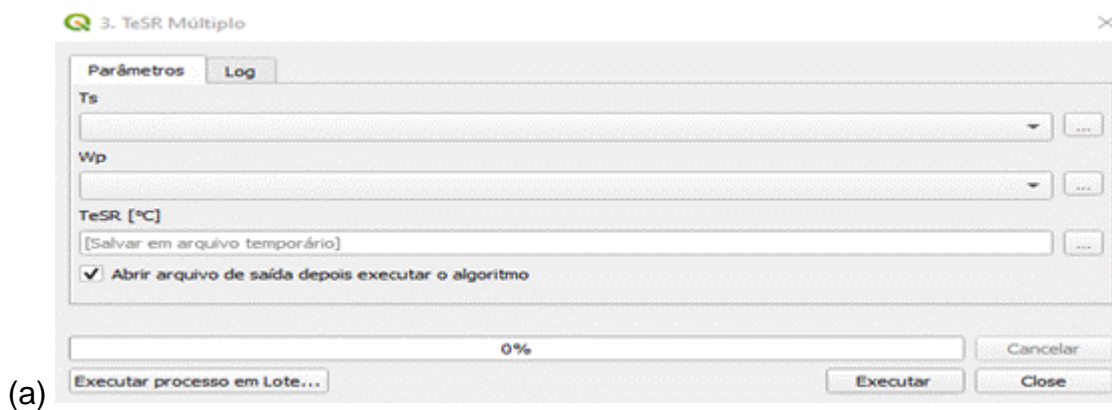 3. TeSR Múltiplo
Parâmetros Log
Ts
...
Wp
...
TeSR [°C]
[Salvar em arquivo temporário] ...
Abrir arquivo de saída depois executar o algoritmo
0% Cancelar
(a) Executar processo em Lote... Executar Close